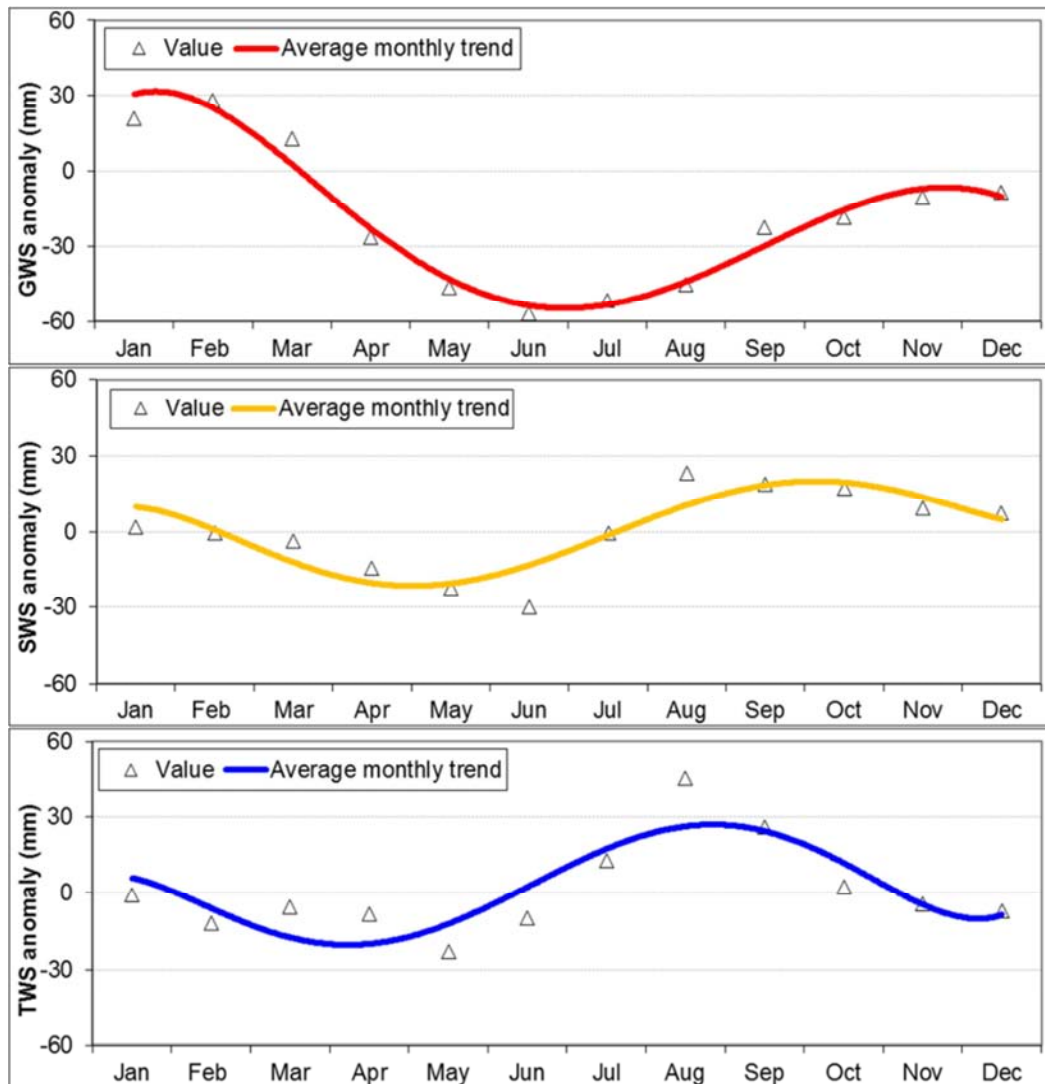 60
△ Value Average monthly trend
30
0
-30
-60
GWS anomaly (mm)
Jan Feb Mar Apr May Jun Jul Aug Sep Oct Nov Dec
60
△ Value Average monthly trend
30
0
-30
-60
SWS anomaly (mm)
Jan Feb Mar Apr May Jun Jul Aug Sep Oct Nov Dec
60
△ Value Average monthly trend
30
0
-30
-60
TWS anomaly (mm)
Jan Feb Mar Apr May Jun Jul Aug Sep Oct Nov Dec